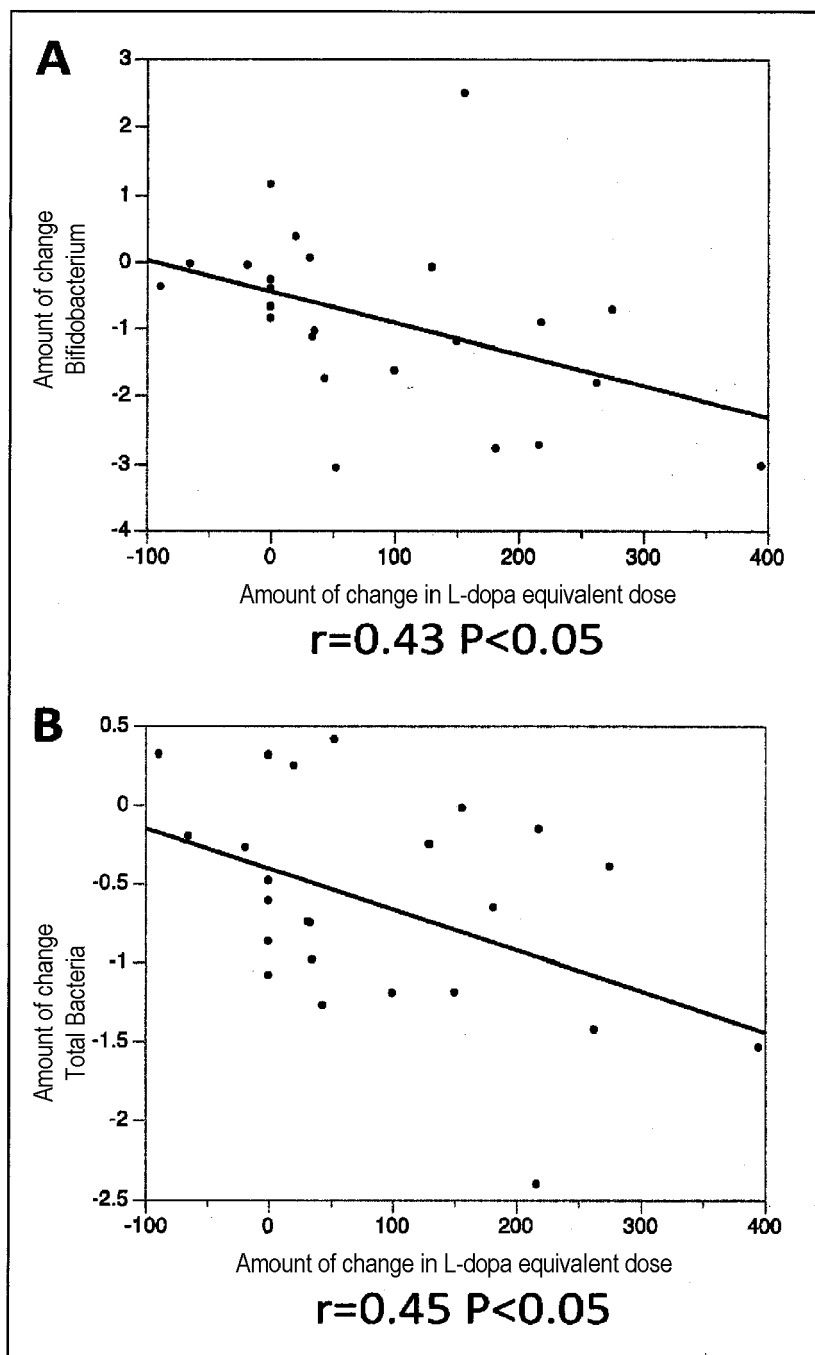 A
3
2
1
0
-1
-2
-3
-4
Amount of change
Bifidobacterium
-100 0 100 200 300 400
Amount of change in L-dopa equivalent dose
r=0.43 P<0.05
B
0.5
0
-0.5
-1
-1.5
-2
-2.5
Amount of change
Total Bacteria
-100 0 100 200 300 400
Amount of change in L-dopa equivalent dose
r=0.45 P<0.05